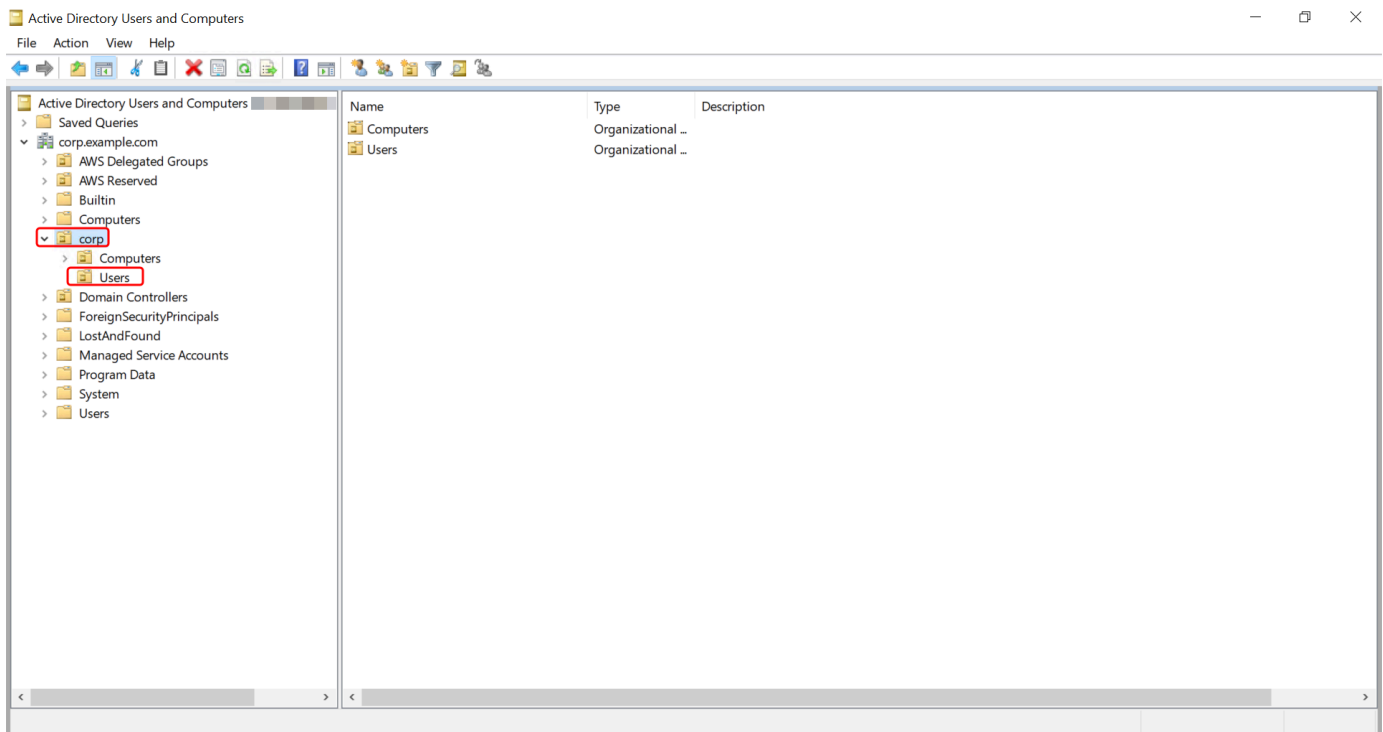 Active Directory Users and Computers
File Action View Help
Active Directory Users and Computers
Saved Queries
corp.example.com
AWS Delegated Groups
AWS Reserved
Builtin
Computers
corp
Computers
Users
Domain Controllers
ForeignSecurityPrincipals
LostAndFound
Managed Service Accounts
Program Data
System
Users
Name Type Description
Computers Organizational ...
Users Organizational ...